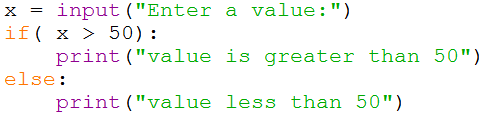 x = input("Enter a value:")
if( x > 50):
    print("value is greater than 50")
else:
    print("value less than 50")